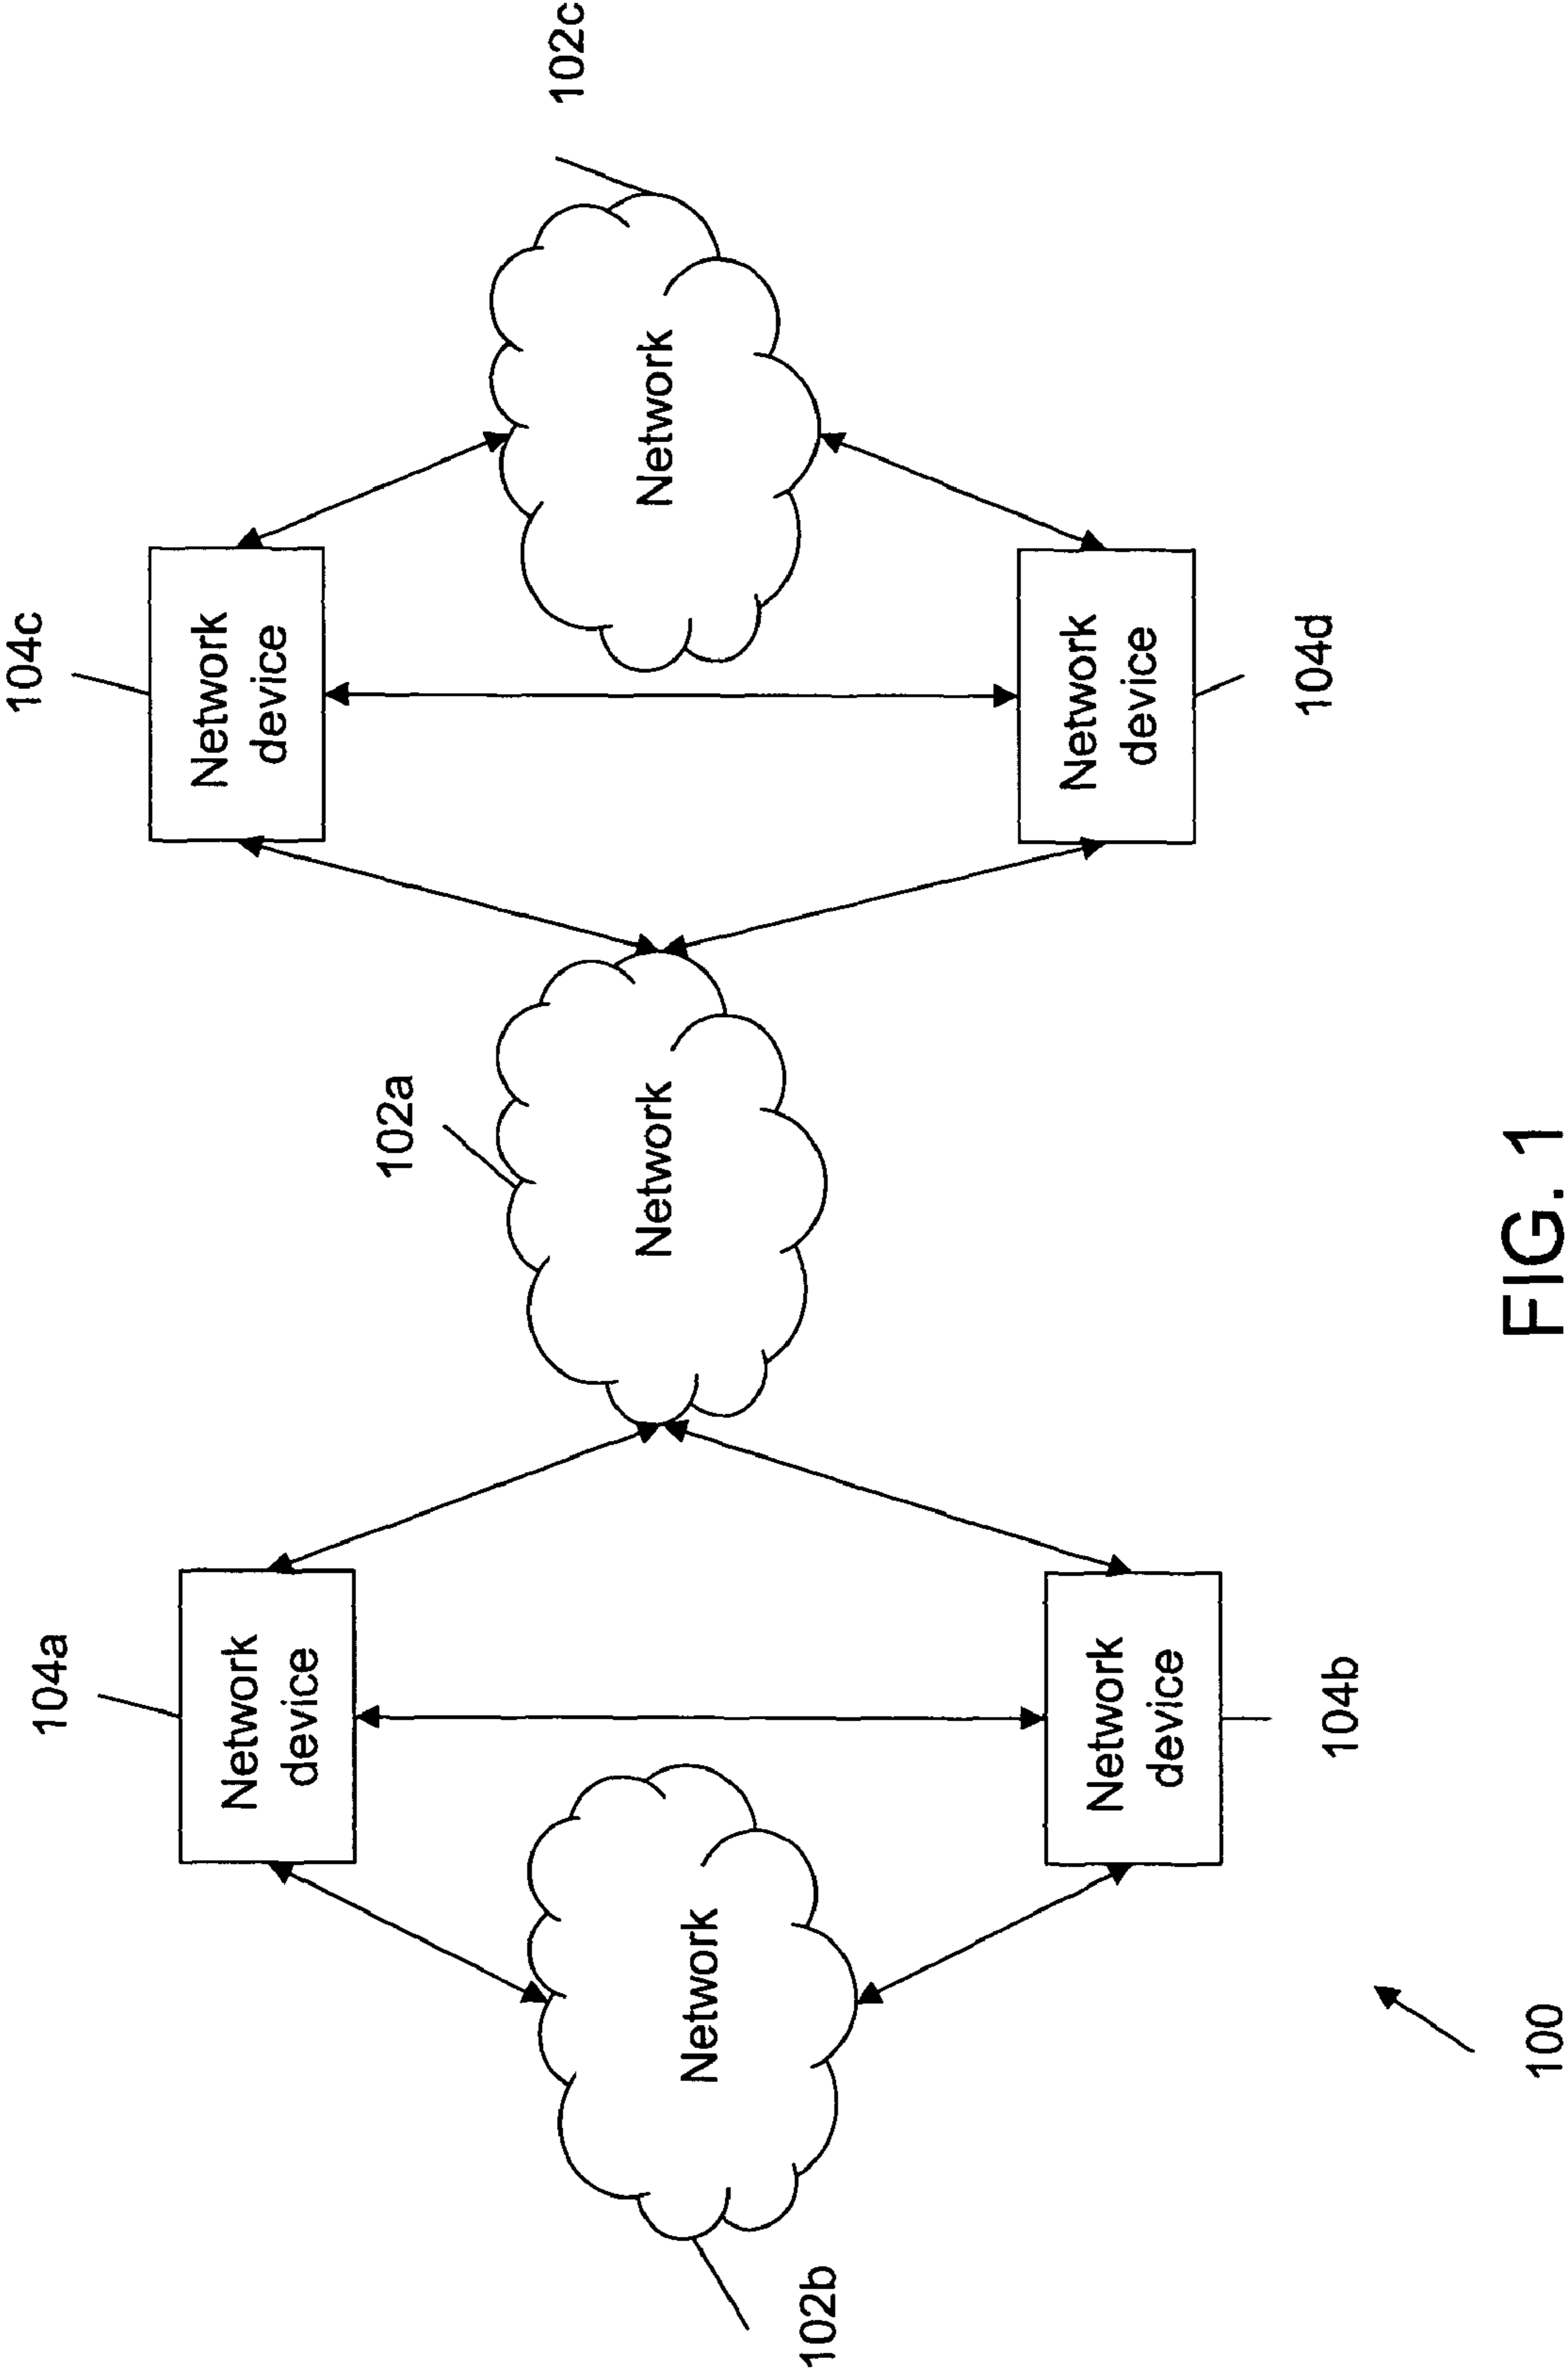 104a
Network
device
104c
Network
device
102a
102c
Network
Network
Network
102b
Network
device
104b
Network
device
104d
100
FIG. 1